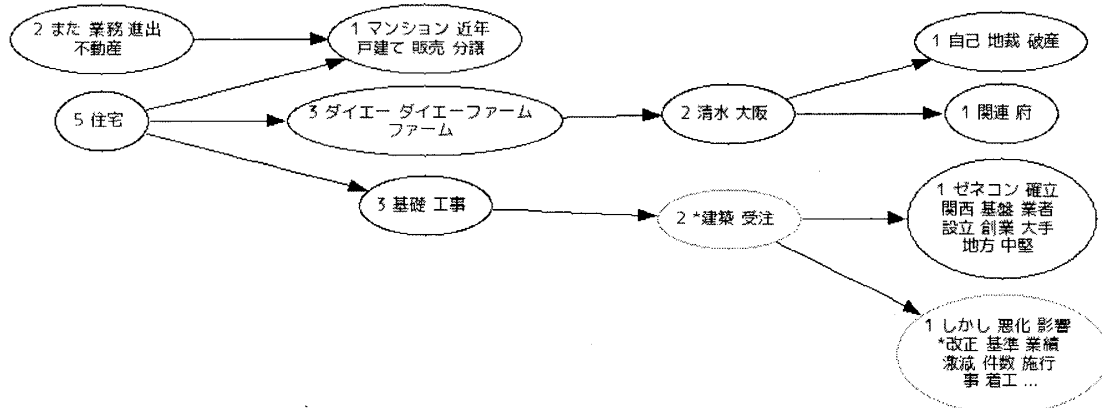 2 また 業務 進出
不動産
1 マンション 近年
戸建て 販売 分譲
5 住宅
3 ダイエー ダイエーファーム
ファーム
3 基礎 工事
2 清水 大阪
2 *建築 受注
1 自己 地裁 破産
1 関連 府
1 ゼネコン 確立
関西 基盤 業者
設立 創業 大手
地方 中堅
1 しかし 悪化 影響
*改正 基準 業績
激減 件数 施行
事 着工 ...